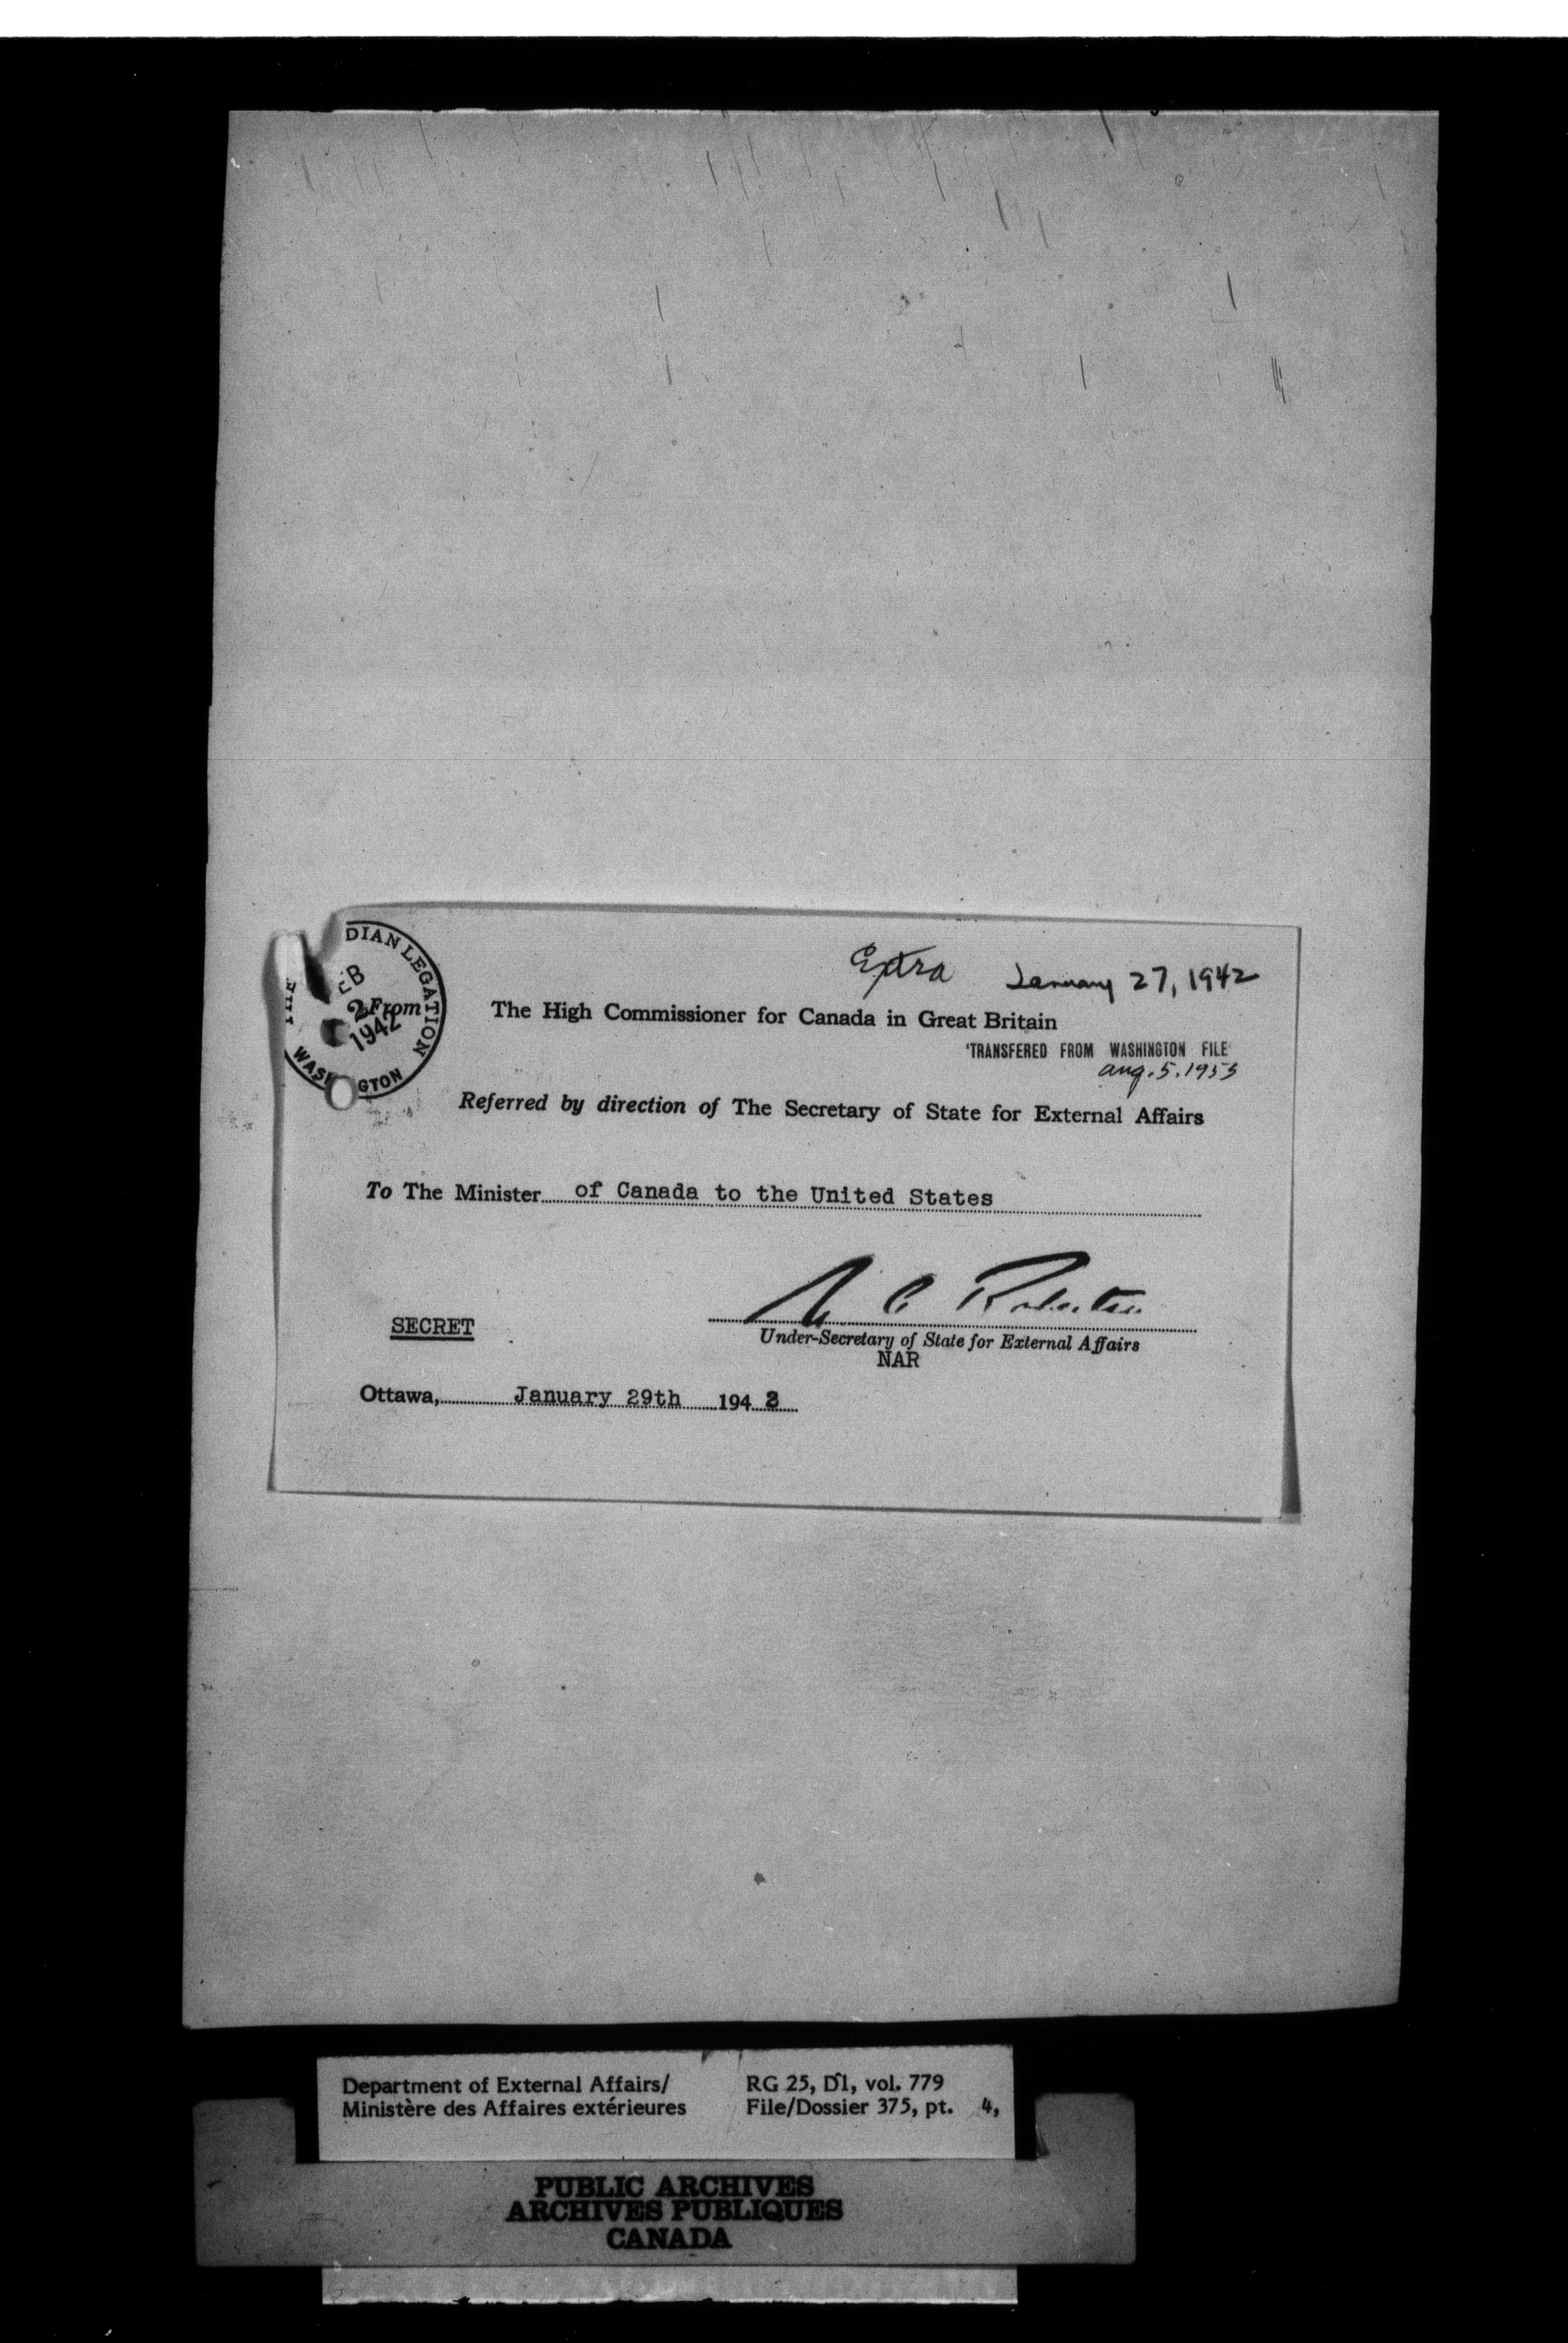 Extra January 27, 1942
From The High Commissioner for Canada in Great Britain
DIAN LEGATION
EB
2
1942
THE
WASH GTON
TRANSFERED FROM WASHINGTON FILE
Aug. 5. 1953
Referred by direction of The Secretary of State for External Affairs
To The Minister of Canada to the United States
N A Robertson
SECRET
Under-Secretary of State for External Affairs
NAR
Ottawa, January 29th 1942
Department of External Affairs/ RG 25, D1, vol. 779
Ministère des Affaires extérieures File/Dossier 375, pt. 4,
PUBLIC ARCHIVES
ARCHIVES PUBLIQUES
CANADA